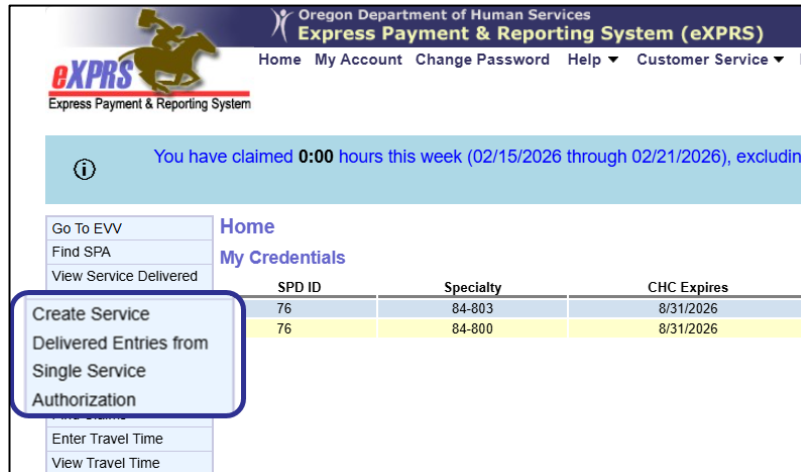 Oregon Department of Human Services
Express Payment & Reporting System (eXPRS)
Home My Account Change Password Help ▼ Customer Service ▼
eXPRS
Express Payment & Reporting System
You have claimed 0:00 hours this week (02/15/2026 through 02/21/2026), excludin
Go To EVV
Find SPA
View Service Delivered
Create Service
Delivered Entries from
Single Service
Authorization
Enter Travel Time
View Travel Time
Home
My Credentials
SPD ID Specialty CHC Expires
76 84-803 8/31/2026
76 84-800 8/31/2026